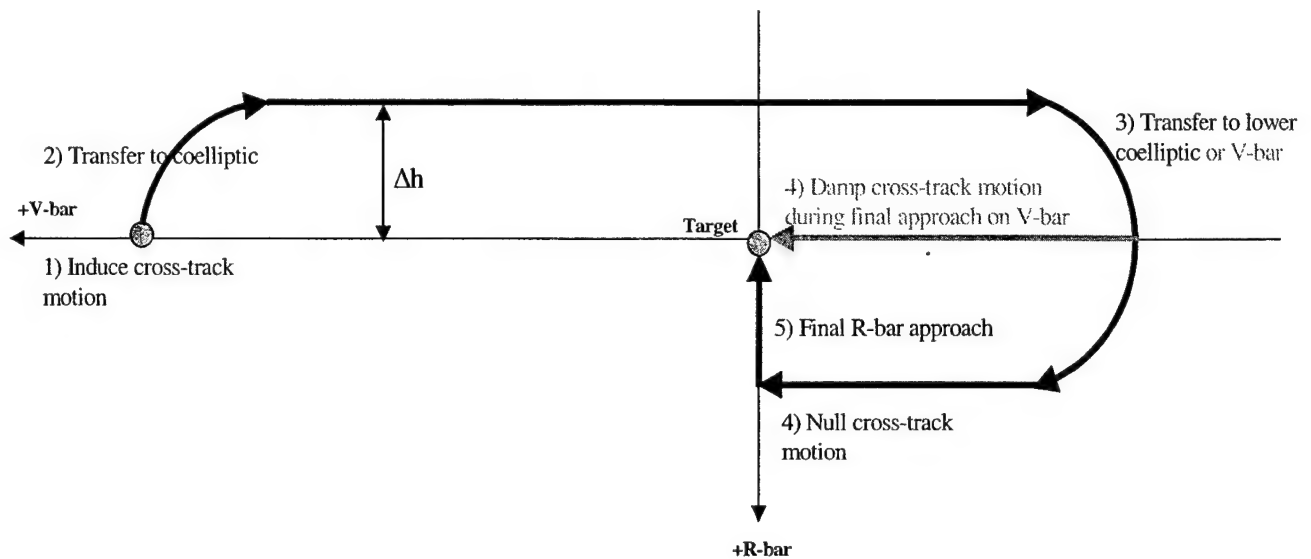 3) Transfer to lower
coelliptic or V-bar
2) Transfer to coelliptic
Δh
4) Damp cross-track motion
during final approach on V-bar
+V-bar
Target
1) Induce cross-track
motion
5) Final R-bar approach
4) Null cross-track
motion
+R-bar